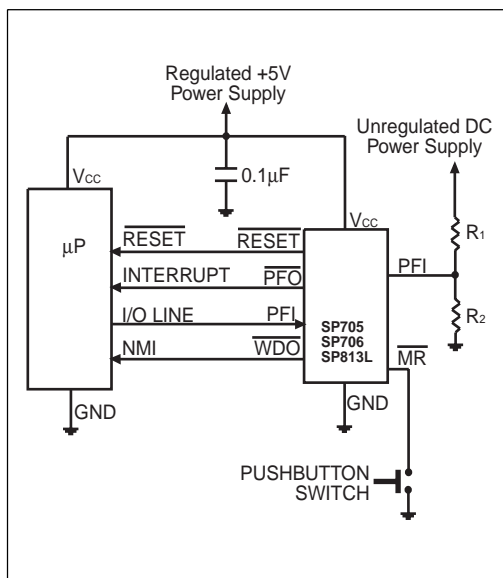 Regulated +5V
Power Supply
Unregulated DC
Power Supply
0.1µF
VCC
VCC
µP
RESET
RESET
R1
PFI
INTERRUPT
PFO
I/O LINE
PFI
R2
SP705
SP706
SP813L
NMI
WDO
MR
GND
GND
PUSHBUTTON
SWITCH